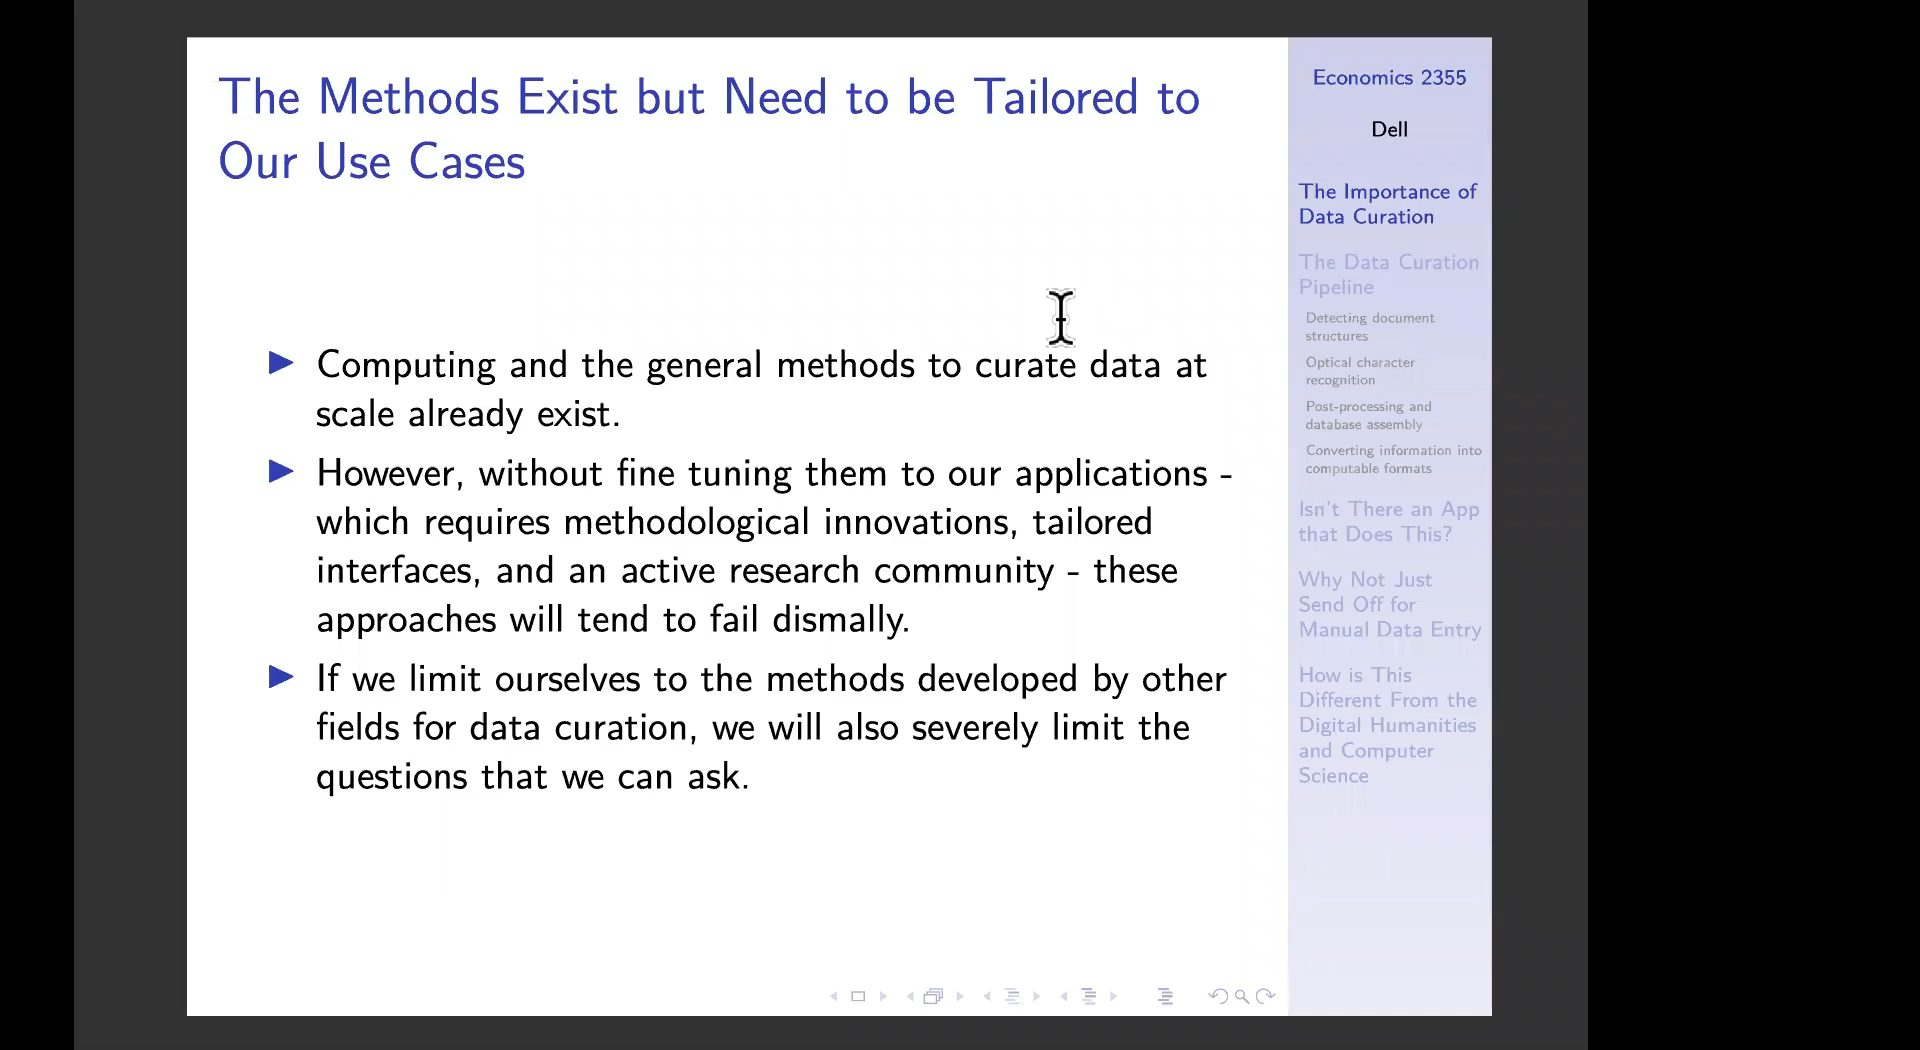 The Methods Exist but Need to be Tailored to
Our Use Cases
Computing and the general methods to curate data at
scale already exist.
However, without fine tuning them to our applications -
which requires methodological innovations, tailored
interfaces, and an active research community - these
approaches will tend to fail dismally.
If we limit ourselves to the methods developed by other
fields for data curation, we will also severely limit the
questions that we can ask.
Economics 2355
Dell
The Importance of
Data Curation
The Data Curation
Pipeline
Detecting document
structures
Optical character
recognition
Post-processing and
database assembly
Converting information into
computable formats
Isn't There an App
that Does This?
Why Not Just
Send Off for
Manual Data Entry
How is This
Different From the
Digital Humanities
and Computer
Science